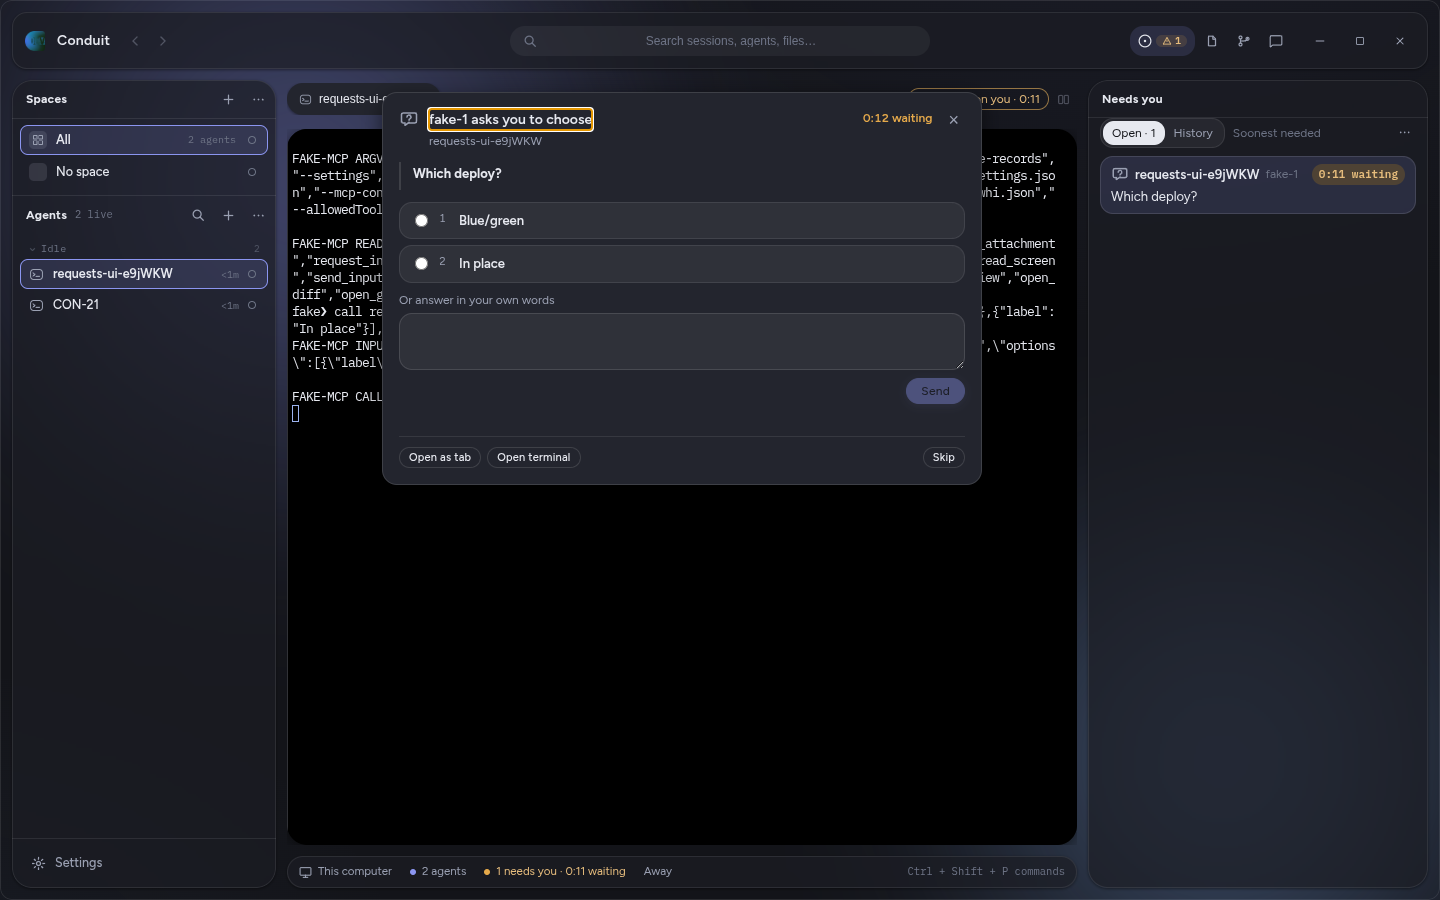 Conduit
Search sessions, agents, files…
1
Spaces
All
2 agents
No space
Agents 2 live
Idle
2
requests-ui-e9jWKW
<1m
CON-21
<1m
Settings
requests-ui-e
n you · 0:11
FAKE-MCP ARGV
e-records",
"--settings",
ettings.jso
n","--mcp-con
whi.json","
--allowedTool
FAKE-MCP READ
_attachment
","request_in
read_screen
","send_input
iew","open_
diff","open_g
fake❯ call re
},{"label":
"In place"}],
FAKE-MCP INPU
",\"options
\":[{\"label\
FAKE-MCP CALL
fake-1 asks you to choose
0:12 waiting
requests-ui-e9jWKW
Which deploy?
1 Blue/green
2 In place
Or answer in your own words
Send
Open as tab
Open terminal
Skip
Needs you
Open · 1
History
Soonest needed
requests-ui-e9jWKW fake-1
0:11 waiting
Which deploy?
This computer
2 agents
1 needs you · 0:11 waiting
Away
Ctrl + Shift + P commands